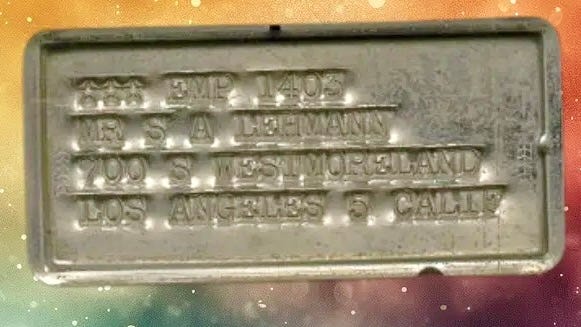 EMP 1403
MR S A LEHMANN
700 S WESTMORELAND
LOS ANGELES 5 CALIF